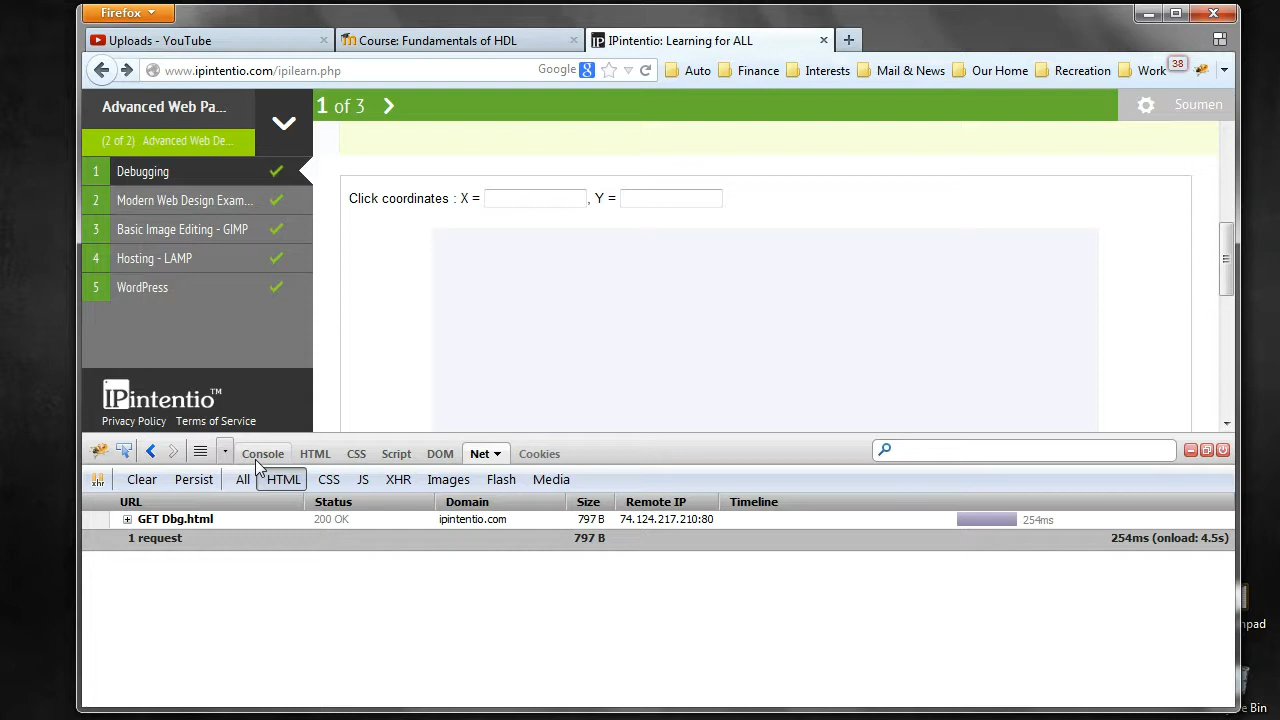 Firefox
Uploads - YouTube
Course: Fundamentals of HDL
IPintentio: Learning for ALL
www.ipintentio.com/ipilearn.php
Google
Auto
Finance
Interests
Mail & News
Our Home
Recreation
Work
38
Advanced Web Pa...
(2 of 2) Advanced Web De...
1 of 3
Soumen
1 Debugging
2 Modern Web Design Exam...
3 Basic Image Editing - GIMP
4 Hosting - LAMP
5 WordPress
Click coordinates : X = , Y =
IPintentio™
Privacy Policy Terms of Service
Console HTML CSS Script DOM Net Cookies
xhr Clear Persist All HTML CSS JS XHR Images Flash Media
URL Status Domain Size Remote IP Timeline
GET Dbg.html 200 OK ipintentio.com 797 B 74.124.217.210:80 254ms
1 request 797 B 254ms (onload: 4.5s)
Bin